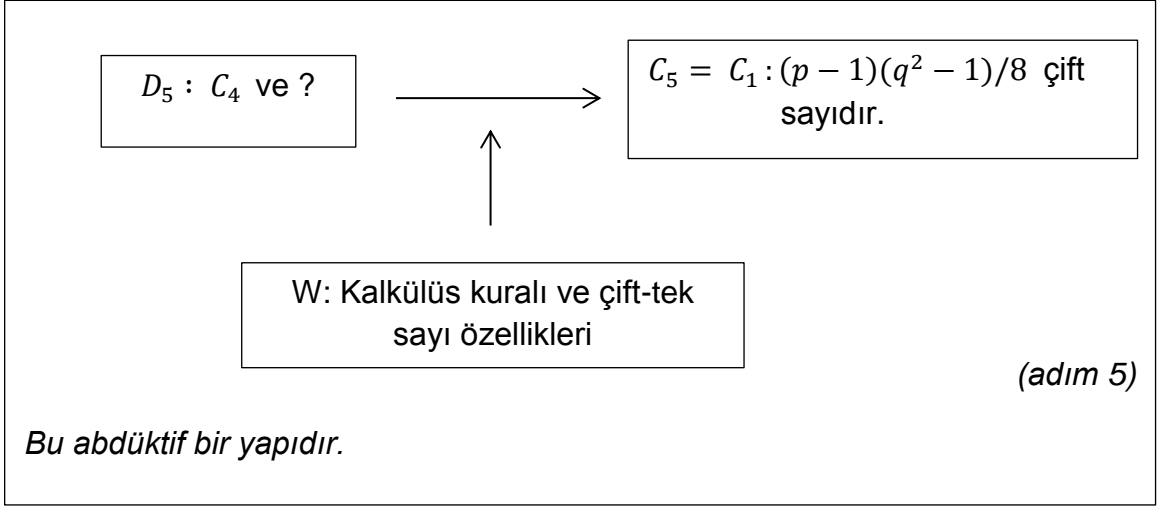 𝐷₅ : 𝐶₄ ve ?
𝐶₅ = 𝐶₁: (𝑝 − 1)(𝑞² − 1)/8 çift
sayıdır.
W: Kalkülüs kuralı ve çift-tek
sayı özellikleri
(adım 5)
Bu abdüktif bir yapıdır.